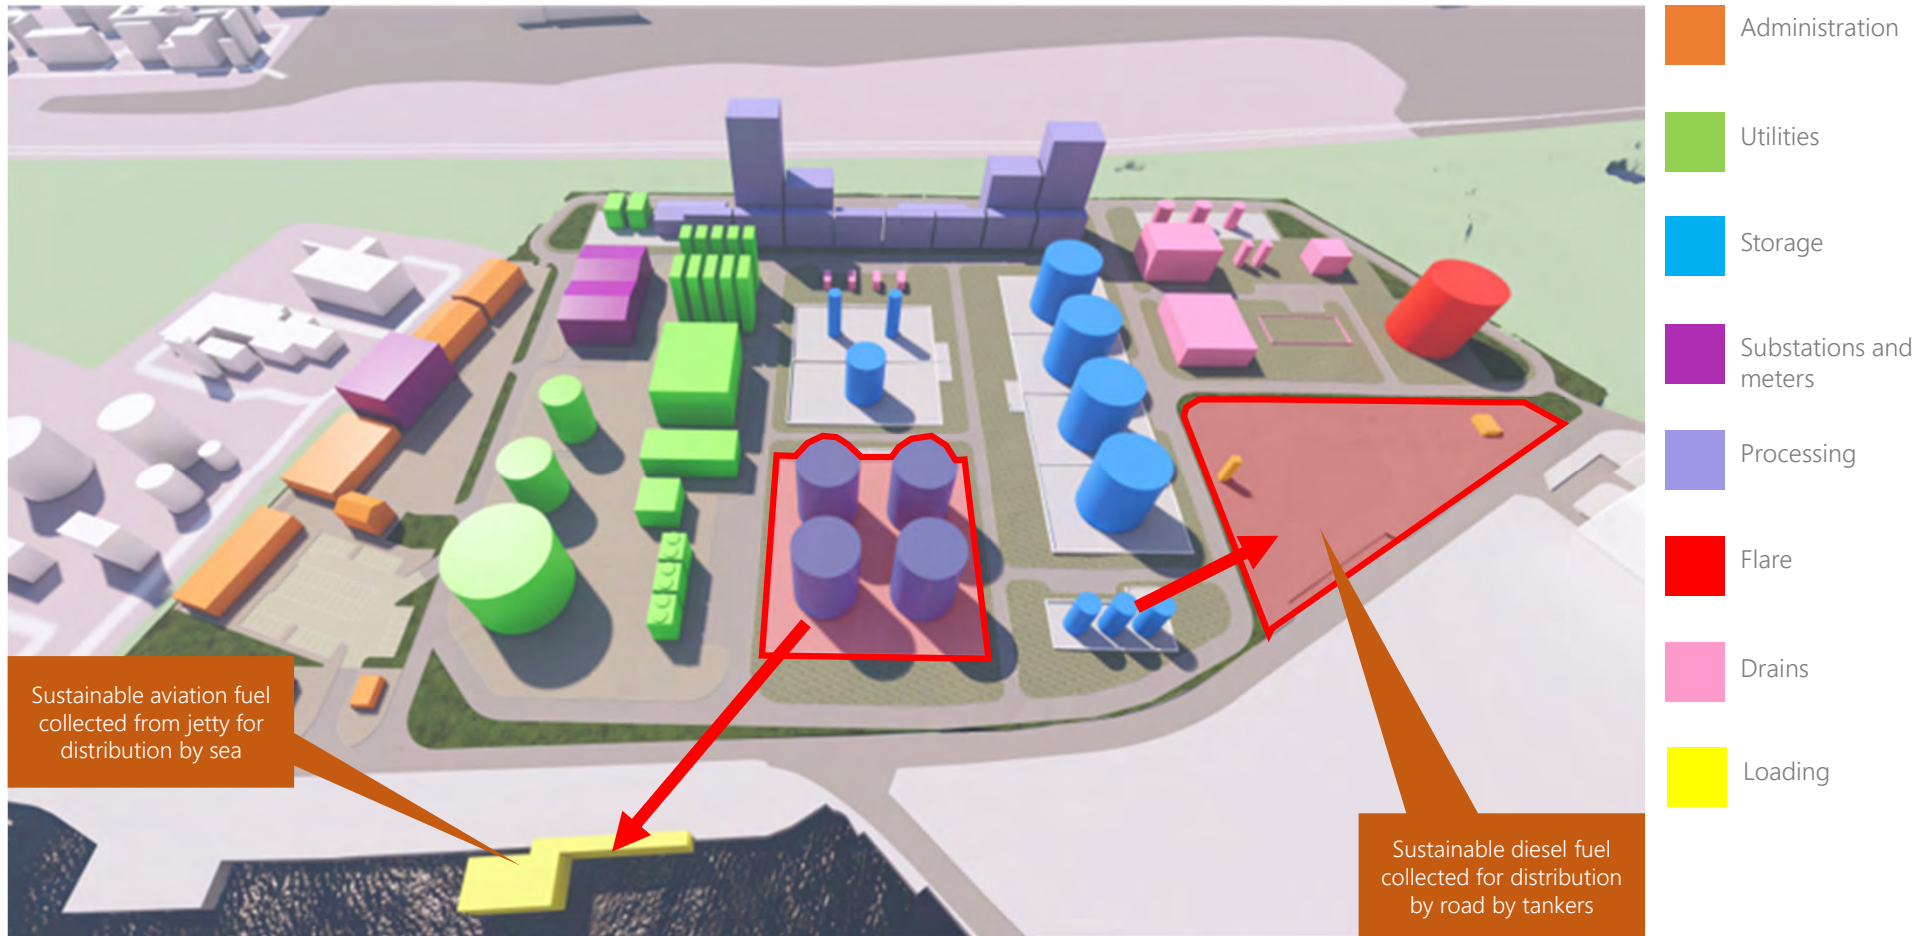 Administration
Utilities
Storage
Substations and
meters
Processing
Flare
Drains
Loading
Sustainable aviation fuel
collected from jetty for
distribution by sea
Sustainable diesel fuel
collected for distribution
by road by tankers